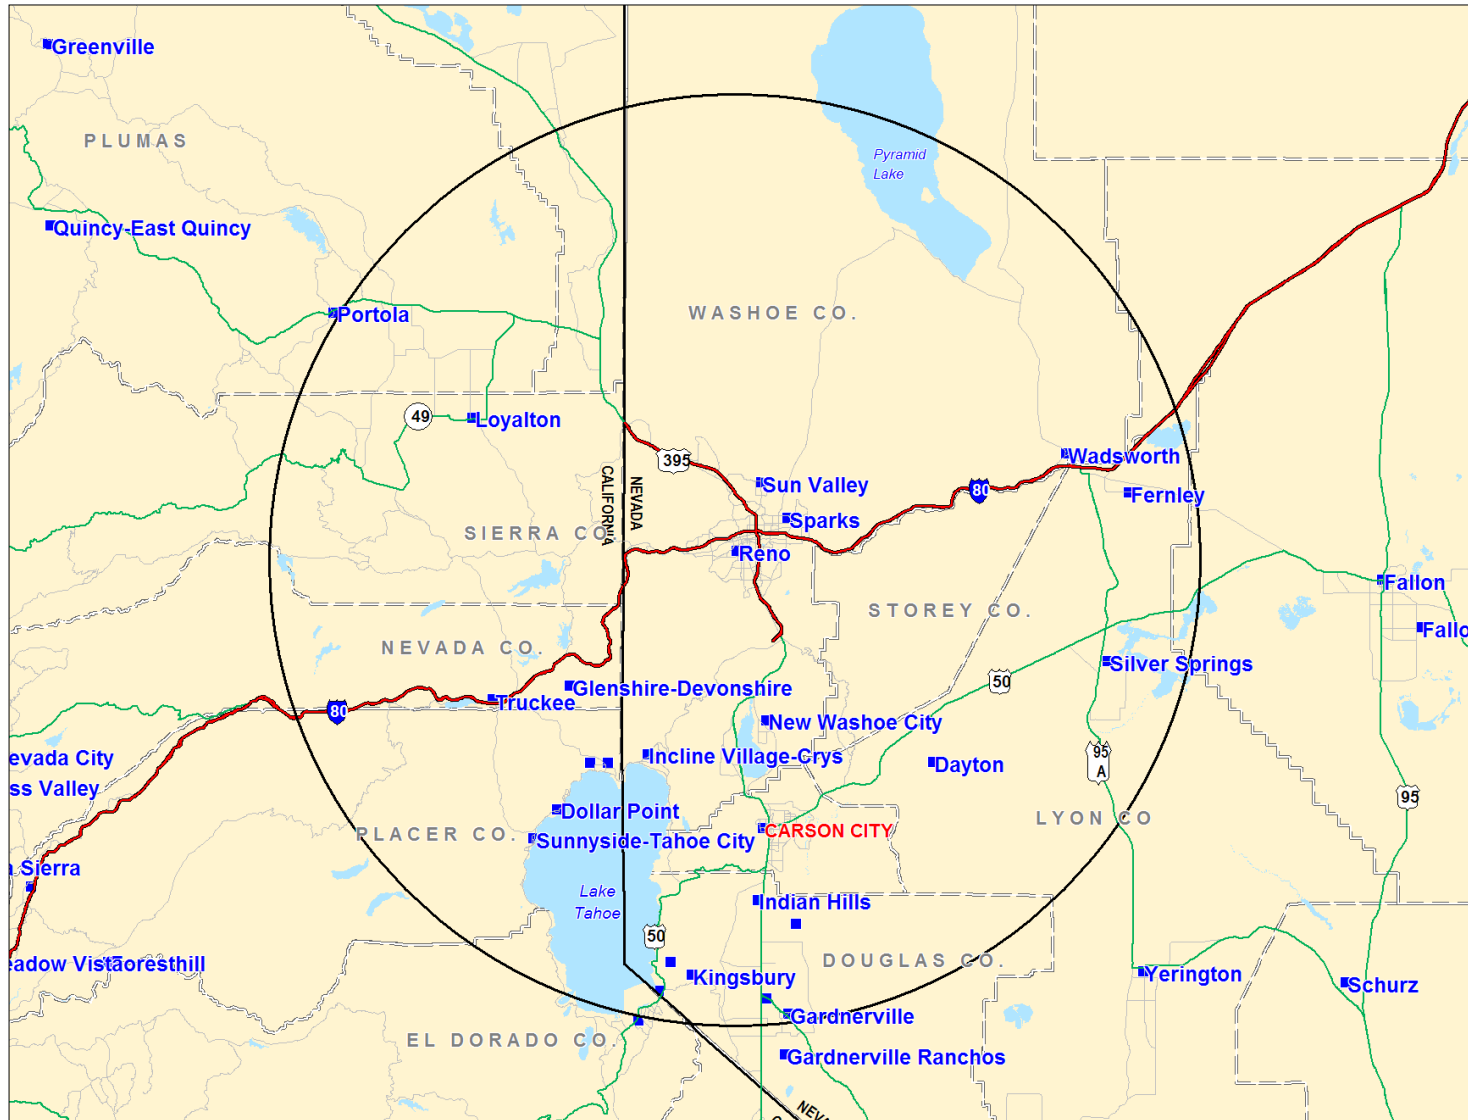 Greenville
PLUMAS
Pyramid
Lake
Quincy-East Quincy
WASHOE CO.
Portola
49
Loyalton
395
Wadsworth
NEVADA
CALIFORNIA
Sun Valley
80
Fernley
Sparks
SIERRA CO.
Reno
Fallon
STOREY CO.
Fallo
NEVADA CO.
Silver Springs
50
Glenshire-Devonshire
Truckee
80
New Washoe City
evada City
Incline Village-Crys
Dayton
95
A
ss Valley
95
Dollar Point
LYON CO
PLACER CO.
CARSON CITY
Sunnyside-Tahoe City
a Sierra
Lake
Tahoe
Indian Hills
50
eadow Vista
oresthill
DOUGLAS CO.
Kingsbury
Yerington
Schurz
Gardnerville
EL DORADO CO.
Gardnerville Ranchos
NEVA